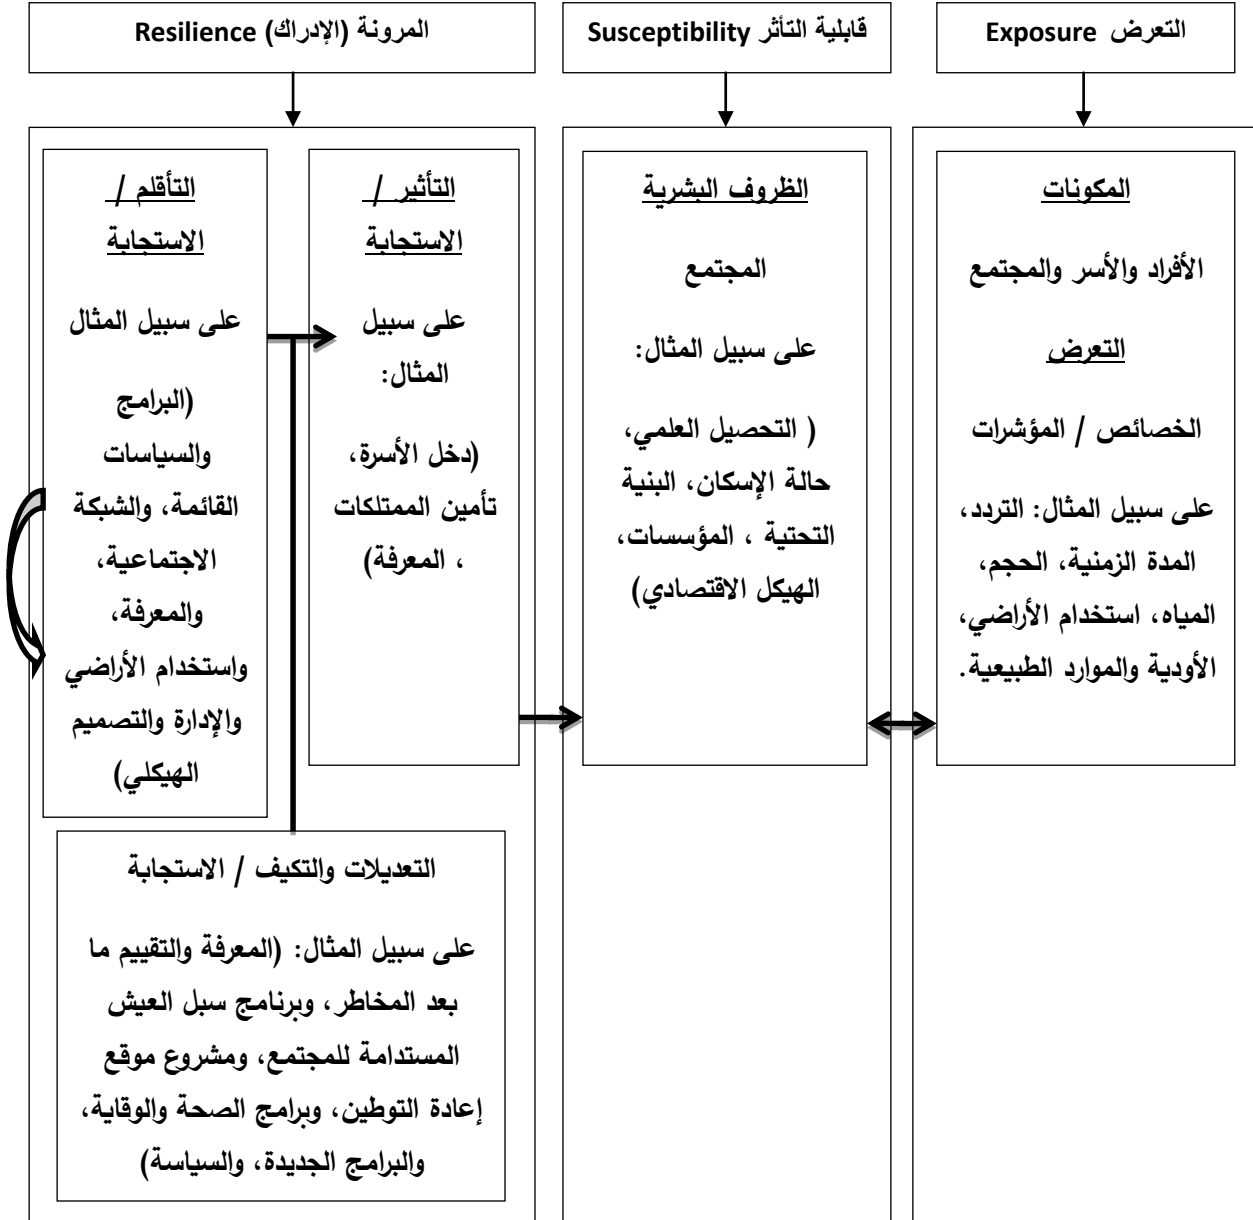 التعرض Exposure
قابلية التأثر Susceptibility
المرونة (الإدراك) Resilience
المكونات
الأفراد والأسر والمجتمع
التعرض
الخصائص / المؤشرات
على سبيل المثال: التردد،
المدة الزمنية، الحجم،
المياه، استخدام الأراضي،
الأودية والموارد الطبيعية.
الظروف البشرية
المجتمع
على سبيل المثال:
( التحصيل العلمي،
حالة الإسكان، البنية
التحتية ، المؤسسات،
الهيكل الاقتصادي)
التأثير /
الاستجابة
على سبيل
المثال:
(دخل الأسرة،
تأمين الممتلكات
، المعرفة)
التأقلم /
الاستجابة
على سبيل المثال
(البرامج
والسياسات
القائمة، والشبكة
الاجتماعية،
والمعرفة،
واستخدام الأراضي
والإدارة والتصميم
الهيكلي)
التعديلات والتكيف / الاستجابة
على سبيل المثال: (المعرفة والتقييم ما
بعد المخاطر، وبرنامج سبل العيش
المستدامة للمجتمع، ومشروع موقع
إعادة التوطين، وبرامج الصحة والوقاية،
والبرامج الجديدة، والسياسة)